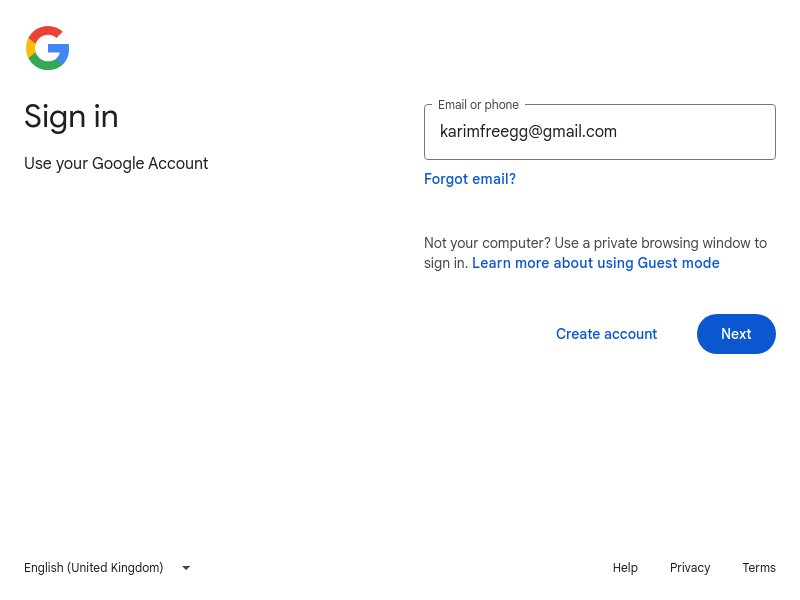 Sign in
Use your Google Account
Email or phone
karimfreegg@gmail.com
Forgot email?
Not your computer? Use a private browsing window to
sign in. Learn more about using Guest mode
Create account
Next
English (United Kingdom)
Help
Privacy
Terms